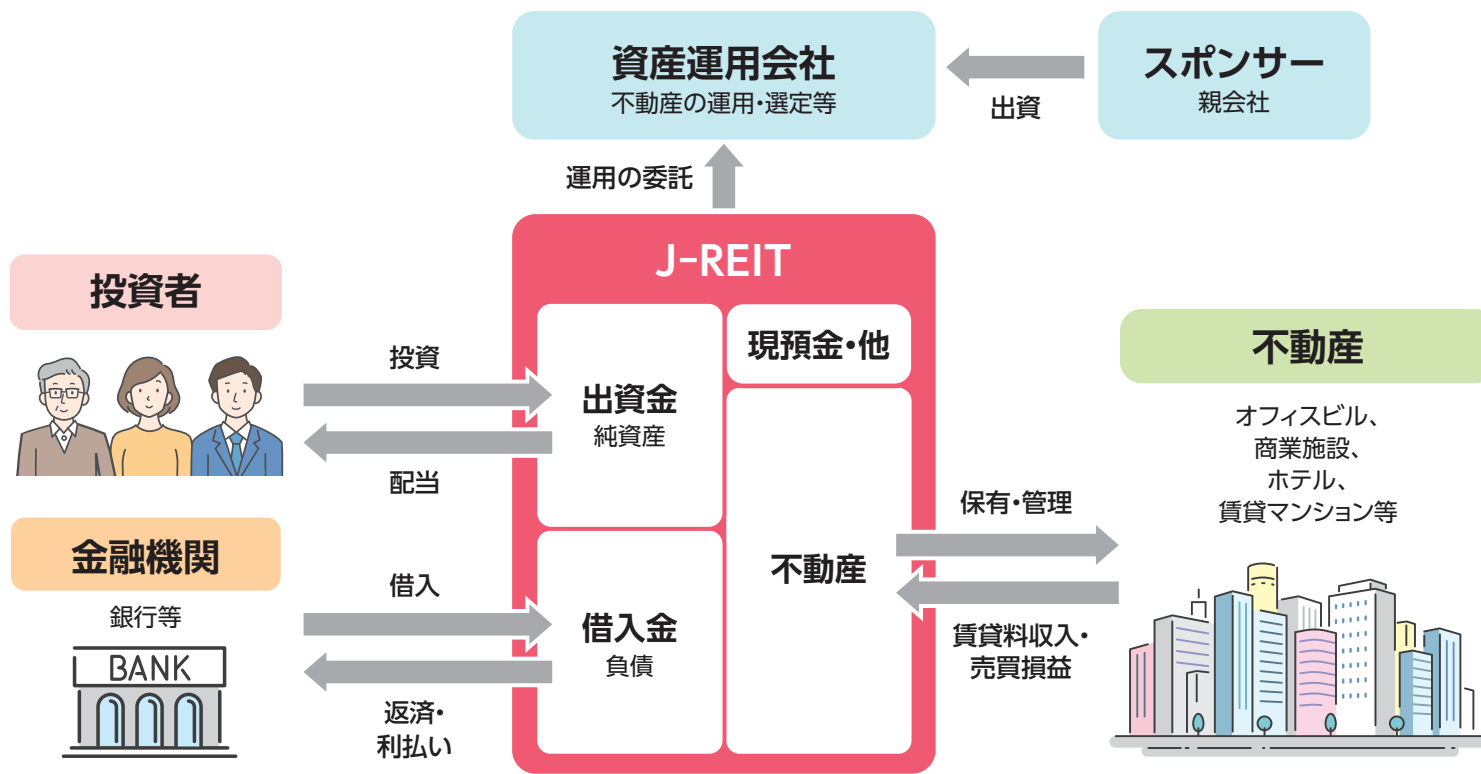 資産運用会社
不動産の運用・選定等
出資
スポンサー
親会社
運用の委託
J-REIT
投資者
投資
配当
出資金
純資産
現預金・他
不動産
金融機関
銀行等
BANK
借入
返済・
利払い
借入金
負債
保有・管理
賃貸料収入・
売買損益
不動産
オフィスビル、
商業施設、
ホテル、
賃貸マンション等